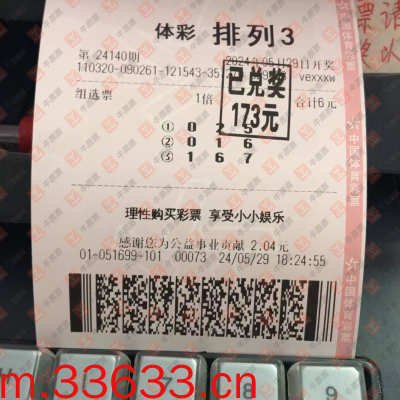 体彩 排列3
第 24140期 2024年05月29日开奖
110320-090261-121543-35
vexxxw
组选票 1倍 合计6元
已兑奖
173元
① 0 2 5
② 0 1 6
③ 1 6 7
理性购买彩票 享受小小娱乐
感谢您为公益事业贡献 2.04元
01-051699-101 00073 24/05/29 18:24:55
中国体育彩票
m.33633.cn
7 8 9